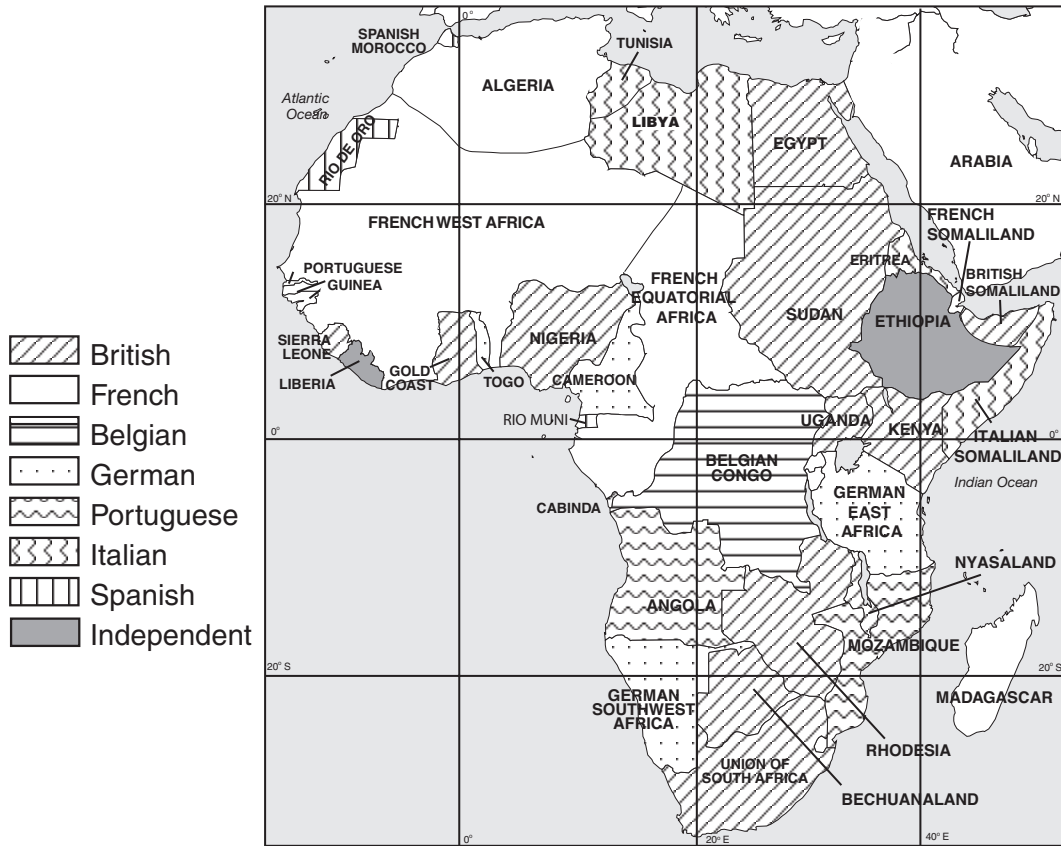 British
French
Belgian
German
Portuguese
Italian
Spanish
Independent
0°
SPANISH
MOROCCO
TUNISIA
ALGERIA
Atlantic
Ocean
LIBYA
EGYPT
RIO DE ORO
ARABIA
20° N
20° N
FRENCH WEST AFRICA
FRENCH
SOMALILAND
ERITREA
PORTUGUESE
GUINEA
BRITISH
SOMALILAND
FRENCH
EQUATORIAL
AFRICA
SUDAN
ETHIOPIA
SIERRA
LEONE
NIGERIA
LIBERIA
GOLD
COAST
TOGO
CAMEROON
RIO MUNI
UGANDA
KENYA
0°
0°
ITALIAN
SOMALILAND
BELGIAN
CONGO
Indian Ocean
CABINDA
GERMAN
EAST
AFRICA
NYASALAND
ANGOLA
MOZAMBIQUE
20° S
20° S
GERMAN
SOUTHWEST
AFRICA
MADAGASCAR
RHODESIA
UNION OF
SOUTH AFRICA
BECHUANALAND
0°
20° E
40° E